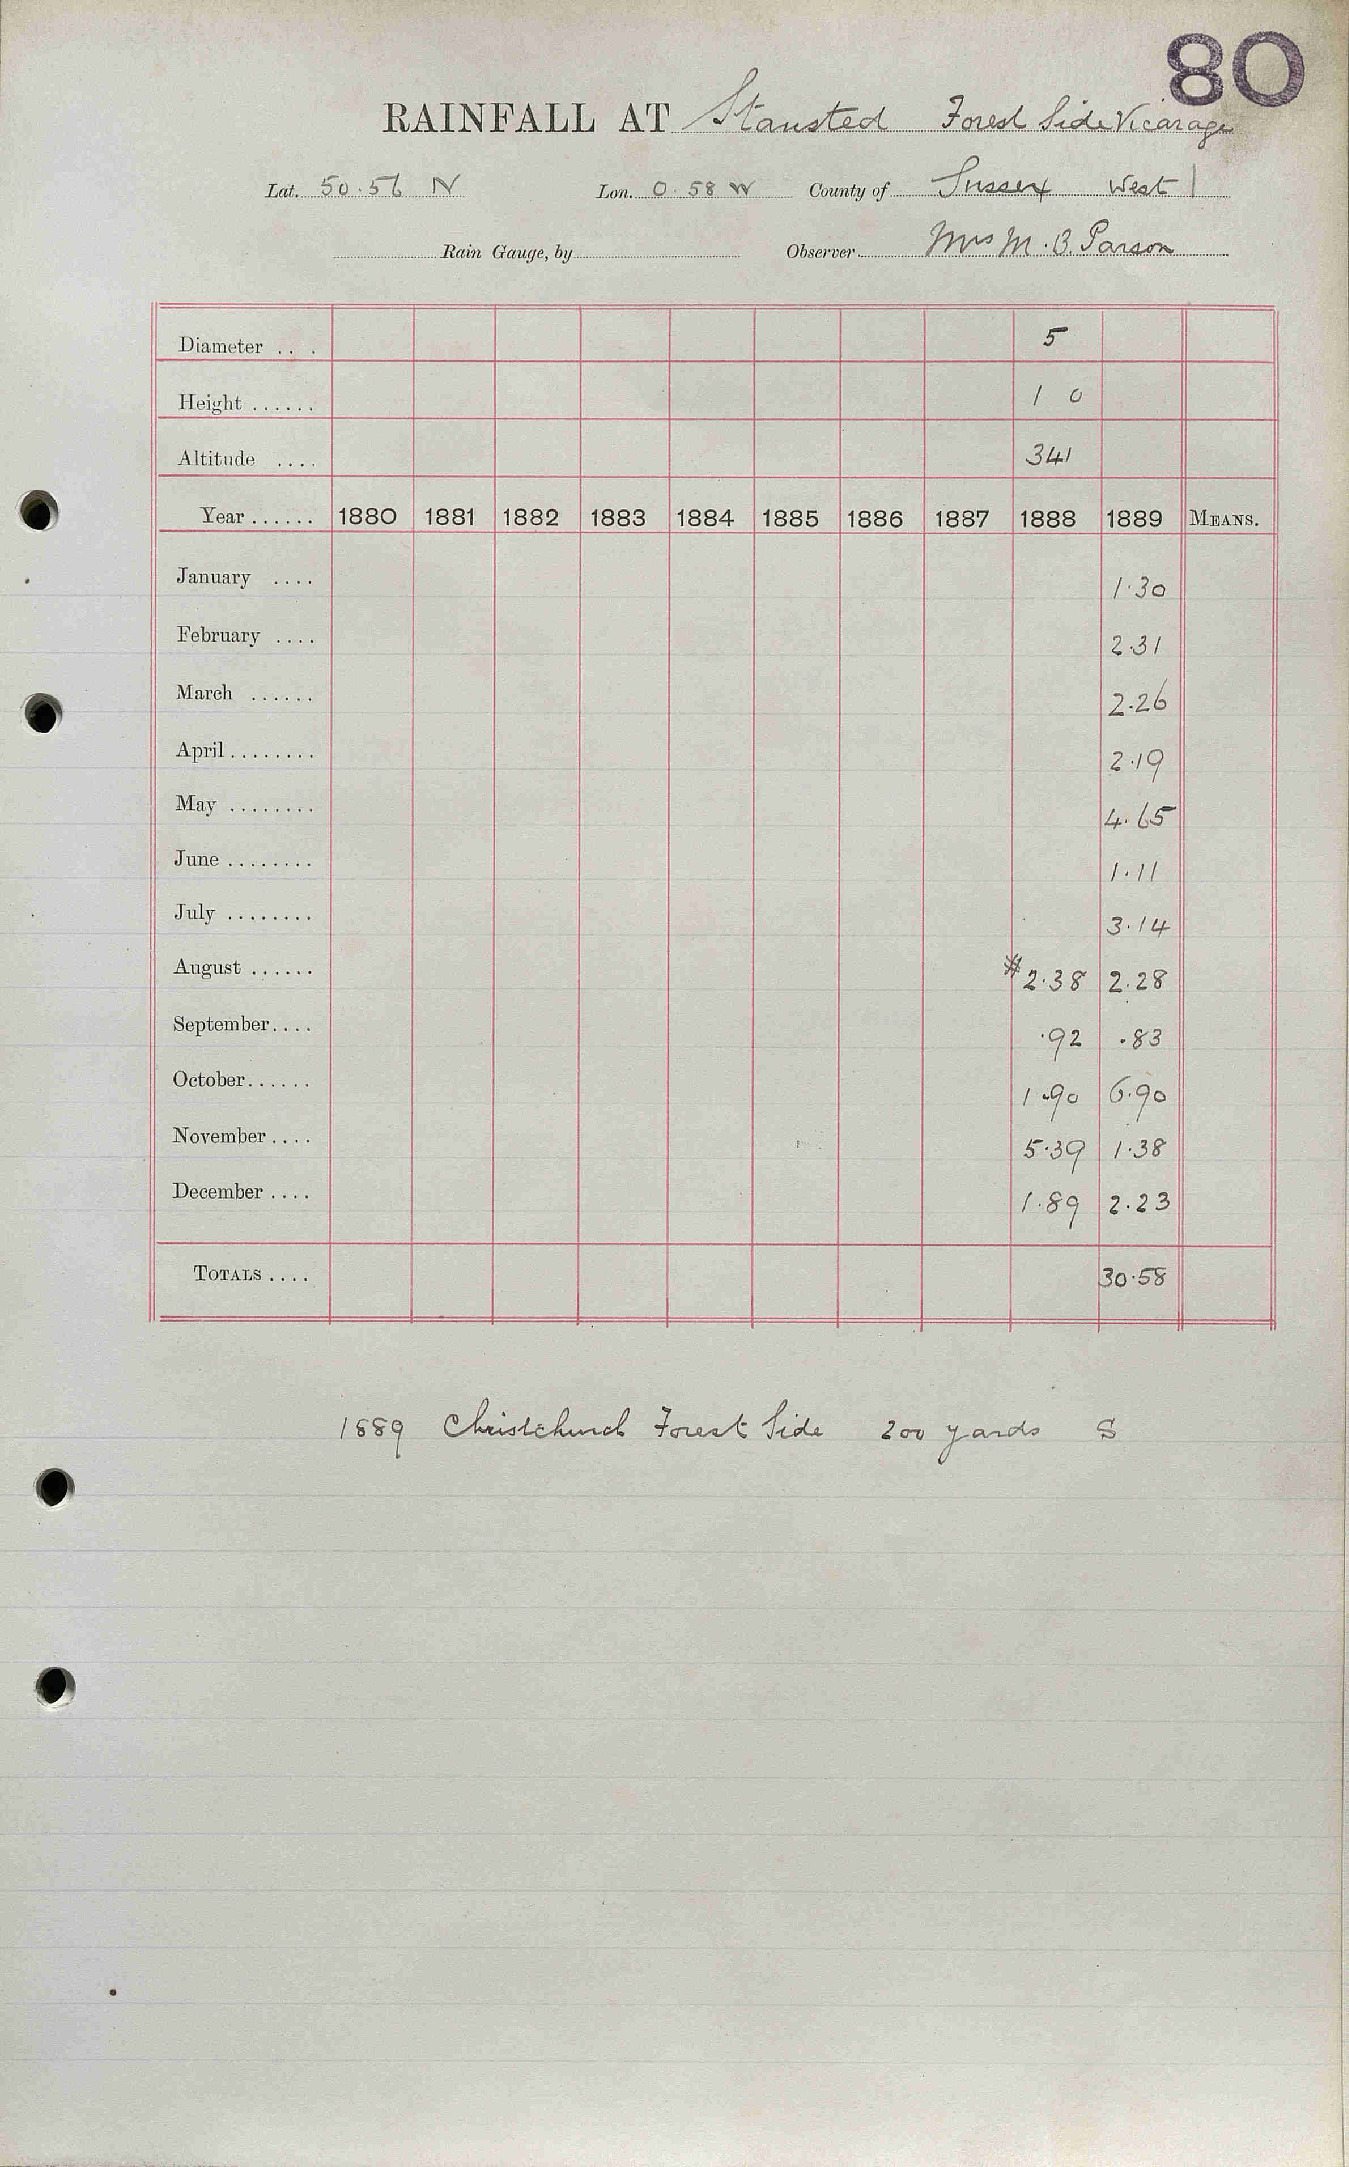 80
RAINFALL AT Stansted Forest Side Vicarage
Lat. 50.56 N Lon. 0.58 W County of Sussex West
Rain Gauge, by Observer Mrs M. B. Parson
Diameter .... 5
Height ...... 1 0
Altitude .... 341
Year ...... 1880 1881 1882 1883 1884 1885 1886 1887 1888 1889 MEANS.
January .... 1.30
February .... 2.31
March ...... 2.26
April ........ 2.19
May ........ 4.65
June ........ 1.11
July ........ 3.14
August ...... 2.38 2.28
September .... .92 .83
October ...... 1.90 6.90
November .... 5.39 1.38
December .... 1.89 2.23
TOTALS .... 30.58
1889 Christchurch Forest Side 200 yards S